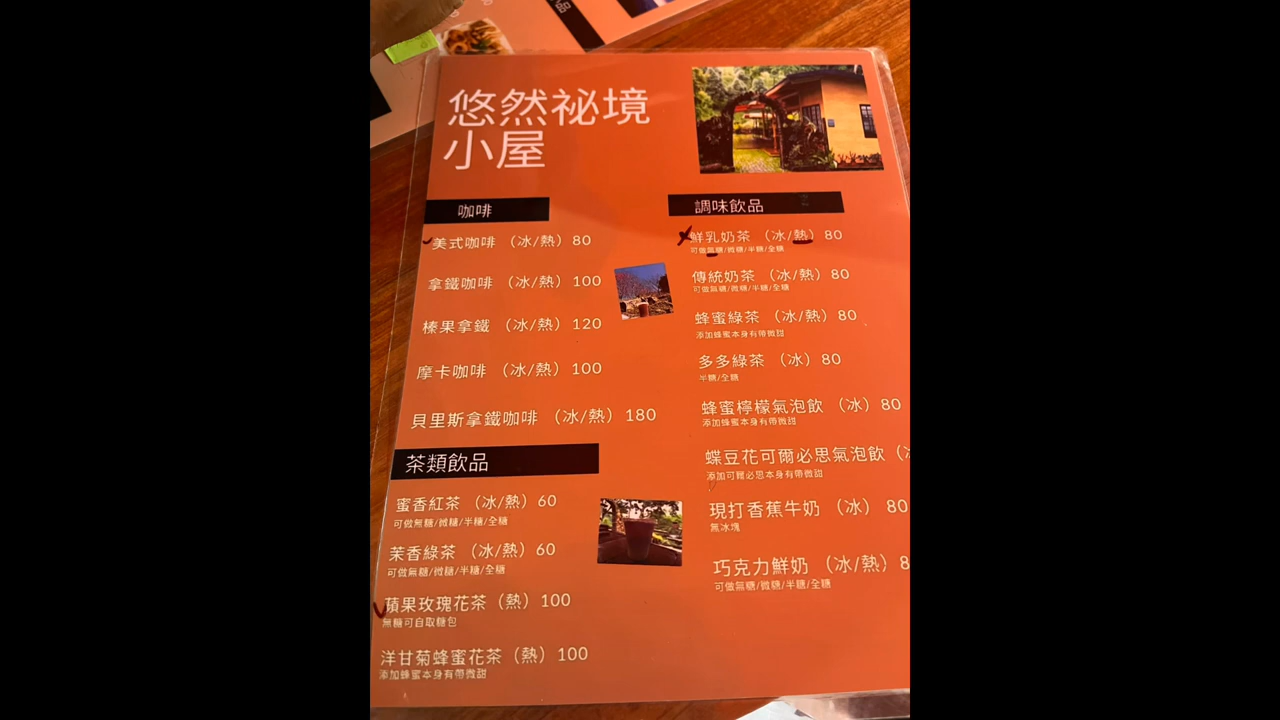 品
悠然祕境
小屋
咖啡
美式咖啡 (冰/熱) 80
拿鐵咖啡 (冰/熱) 100
榛果拿鐵 (冰/熱) 120
摩卡咖啡 (冰/熱) 100
貝里斯拿鐵咖啡 (冰/熱) 180
茶類飲品
蜜香紅茶 (冰/熱) 60
可做無糖/微糖/半糖/全糖
茉香綠茶 (冰/熱) 60
可做無糖/微糖/半糖/全糖
蘋果玫瑰花茶 (熱) 100
無糖可自取糖包
洋甘菊蜂蜜花茶 (熱) 100
添加蜂蜜本身有帶微甜
調味飲品
鮮乳奶茶 (冰/熱) 80
可做無糖/微糖/半糖/全糖
傳統奶茶 (冰/熱) 80
可做無糖/微糖/半糖/全糖
蜂蜜綠茶 (冰/熱) 80
添加蜂蜜本身有帶微甜
多多綠茶 (冰) 80
半糖/全糖
蜂蜜檸檬氣泡飲 (冰) 80
添加蜂蜜本身有帶微甜
蝶豆花可爾必思氣泡飲 (
添加可爾必思本身有帶微甜
現打香蕉牛奶 (冰) 80
無冰塊
巧克力鮮奶 (冰/熱) 8
可做無糖/微糖/半糖/全糖